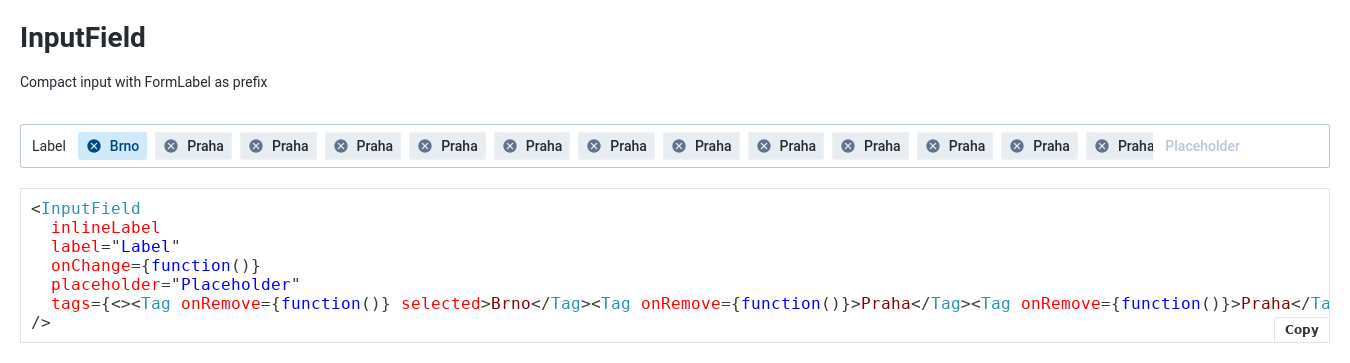 InputField
Compact input with FormLabel as prefix
Label Brno Praha Praha Praha Praha Praha Praha Praha Praha Praha Praha Praha Praha Placeholder
<InputField
  inlineLabel
  label="Label"
  onChange={function()}
  placeholder="Placeholder"
  tags={<><Tag onRemove={function()} selected>Brno</Tag><Tag onRemove={function()}>Praha</Tag><Tag onRemove={function()}>Praha</Ta
/>
Copy